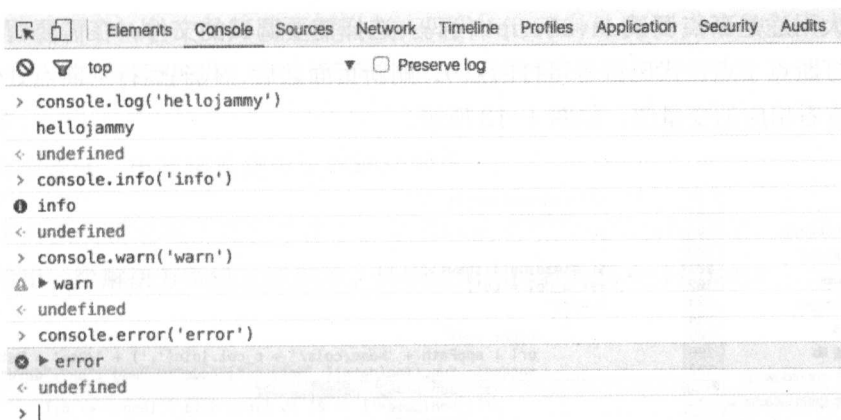 Elements Console Sources Network Timeline Profiles Application Security Audits
top ▼ Preserve log
> console.log('hellojammy')
hellojammy
undefined
> console.info('info')
info
undefined
> console.warn('warn')
▶ warn
undefined
> console.error('error')
▶ error
undefined
>